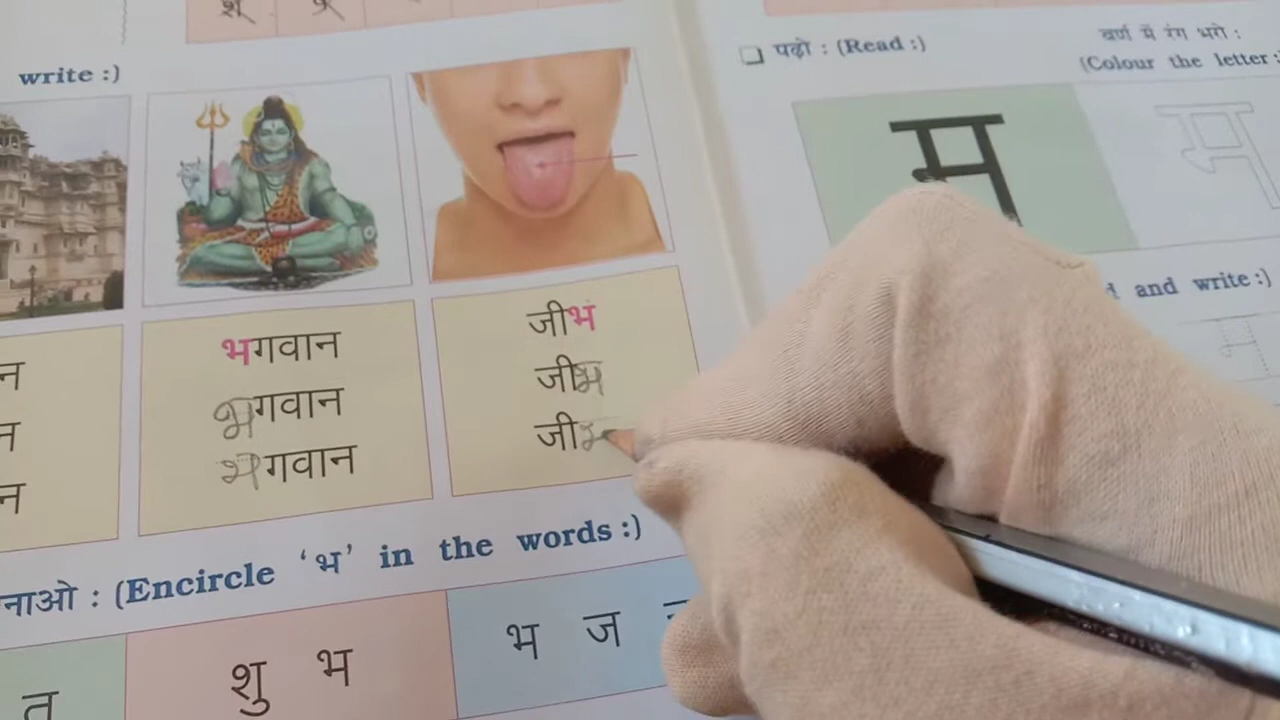 write :)
भगवान
भगवान
भगवान
जीभ
जीभ
जीभ
नाओ : (Encircle 'भ' in the words :)
त
शु भ
भ ज
पढ़ो : (Read :)
म
वर्ण में रंग भरो :
(Colour the letter :
म
and write :)
म
न
न
न